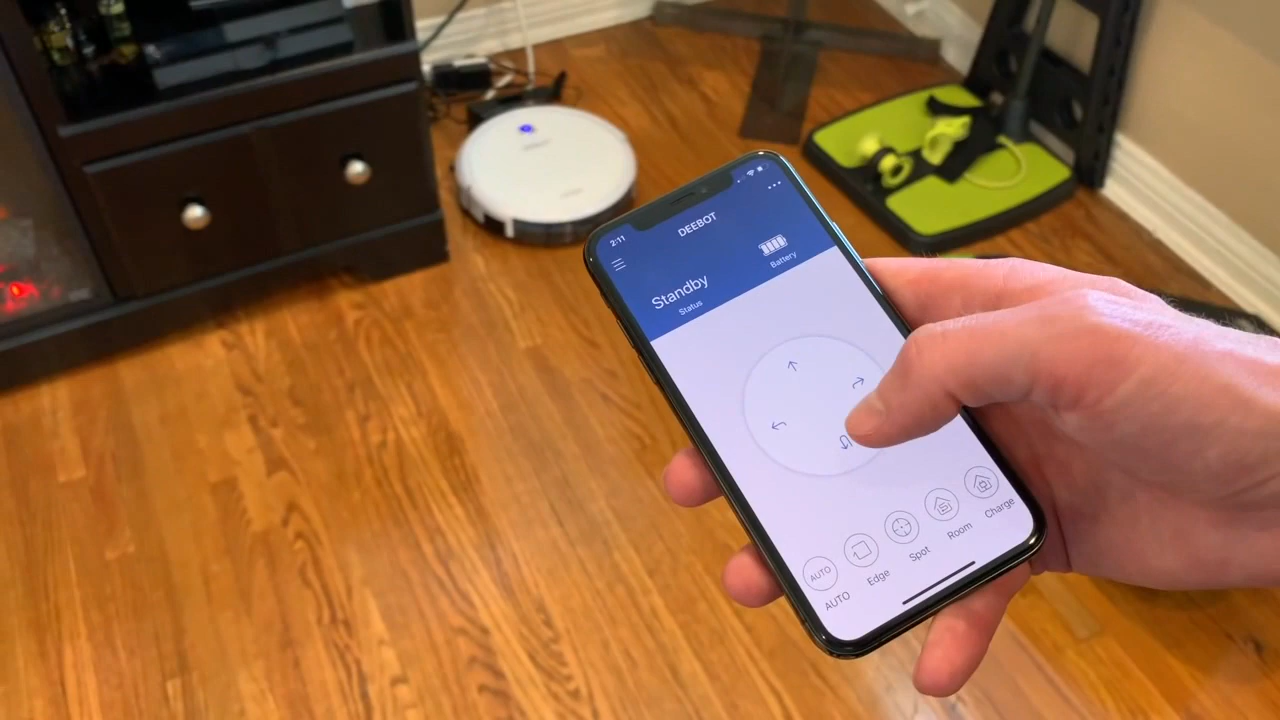 2:11
DEEBOT
Standby
Status
Battery
AUTO
AUTO
Edge
Spot
Room
Charge